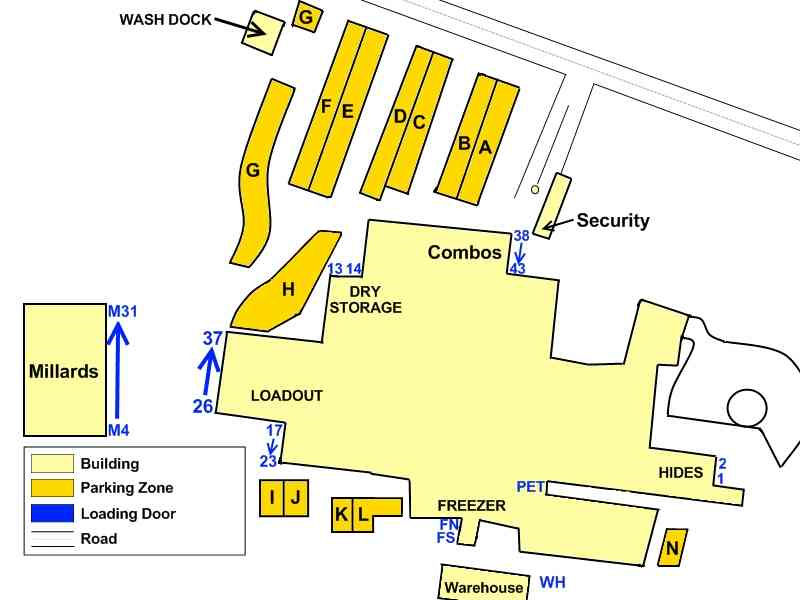 G
WASH DOCK
F E
D C
B A
G
Security
38
Combos
43
13 14
H
DRY
STORAGE
M31
37
Millards
LOADOUT
26
M4
17
23
Building
Parking Zone
Loading Door
Road
HIDES
2
1
PET
I J
K L
FREEZER
FN
FS
N
Warehouse
WH